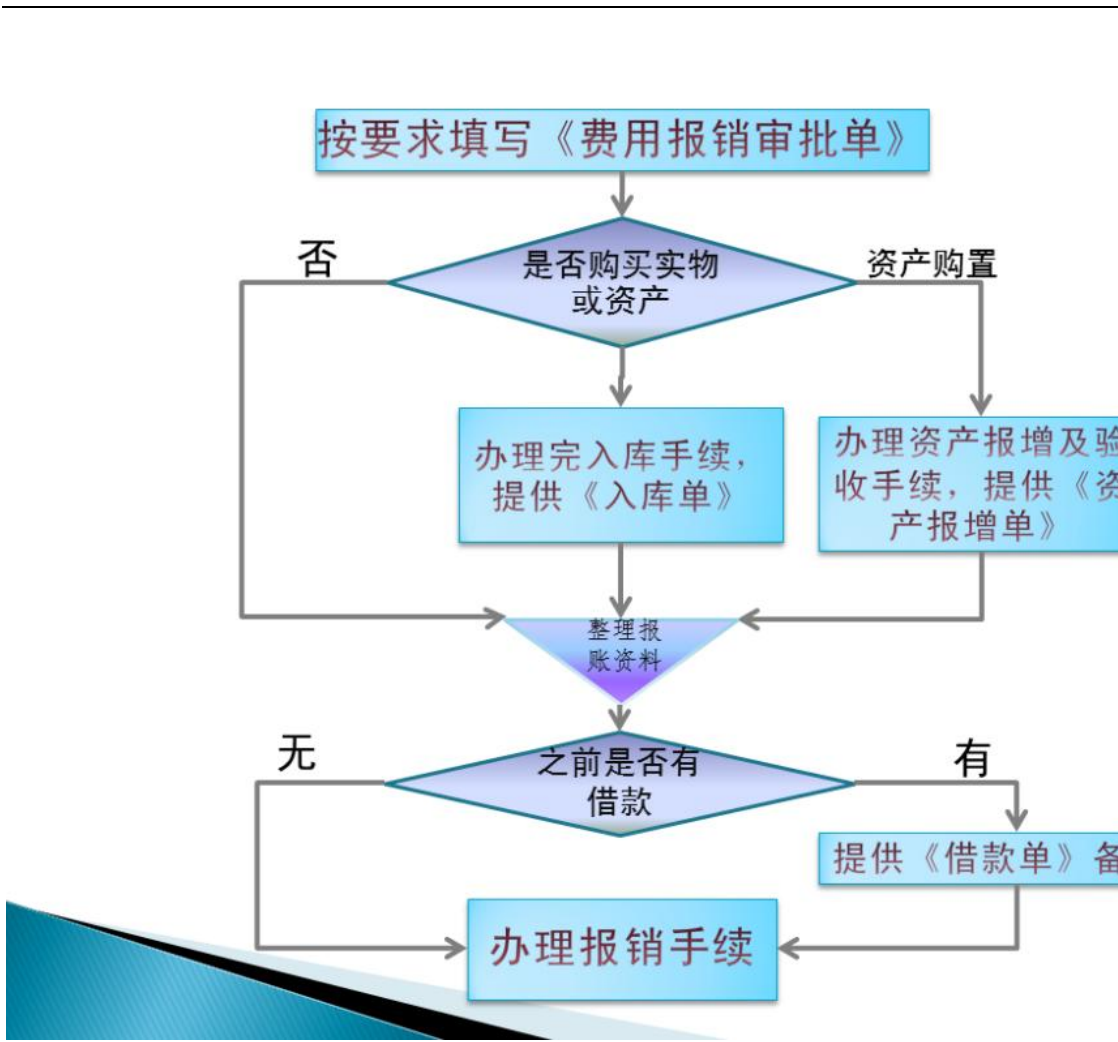 按要求填写《费用报销审批单》
否
是否购买实物
或资产
资产购置
办理完入库手续，
提供《入库单》
办理资产报增及验
收手续，提供《资
产报增单》
整理报
账资料
无
之前是否有
借款
有
提供《借款单》备
办理报销手续